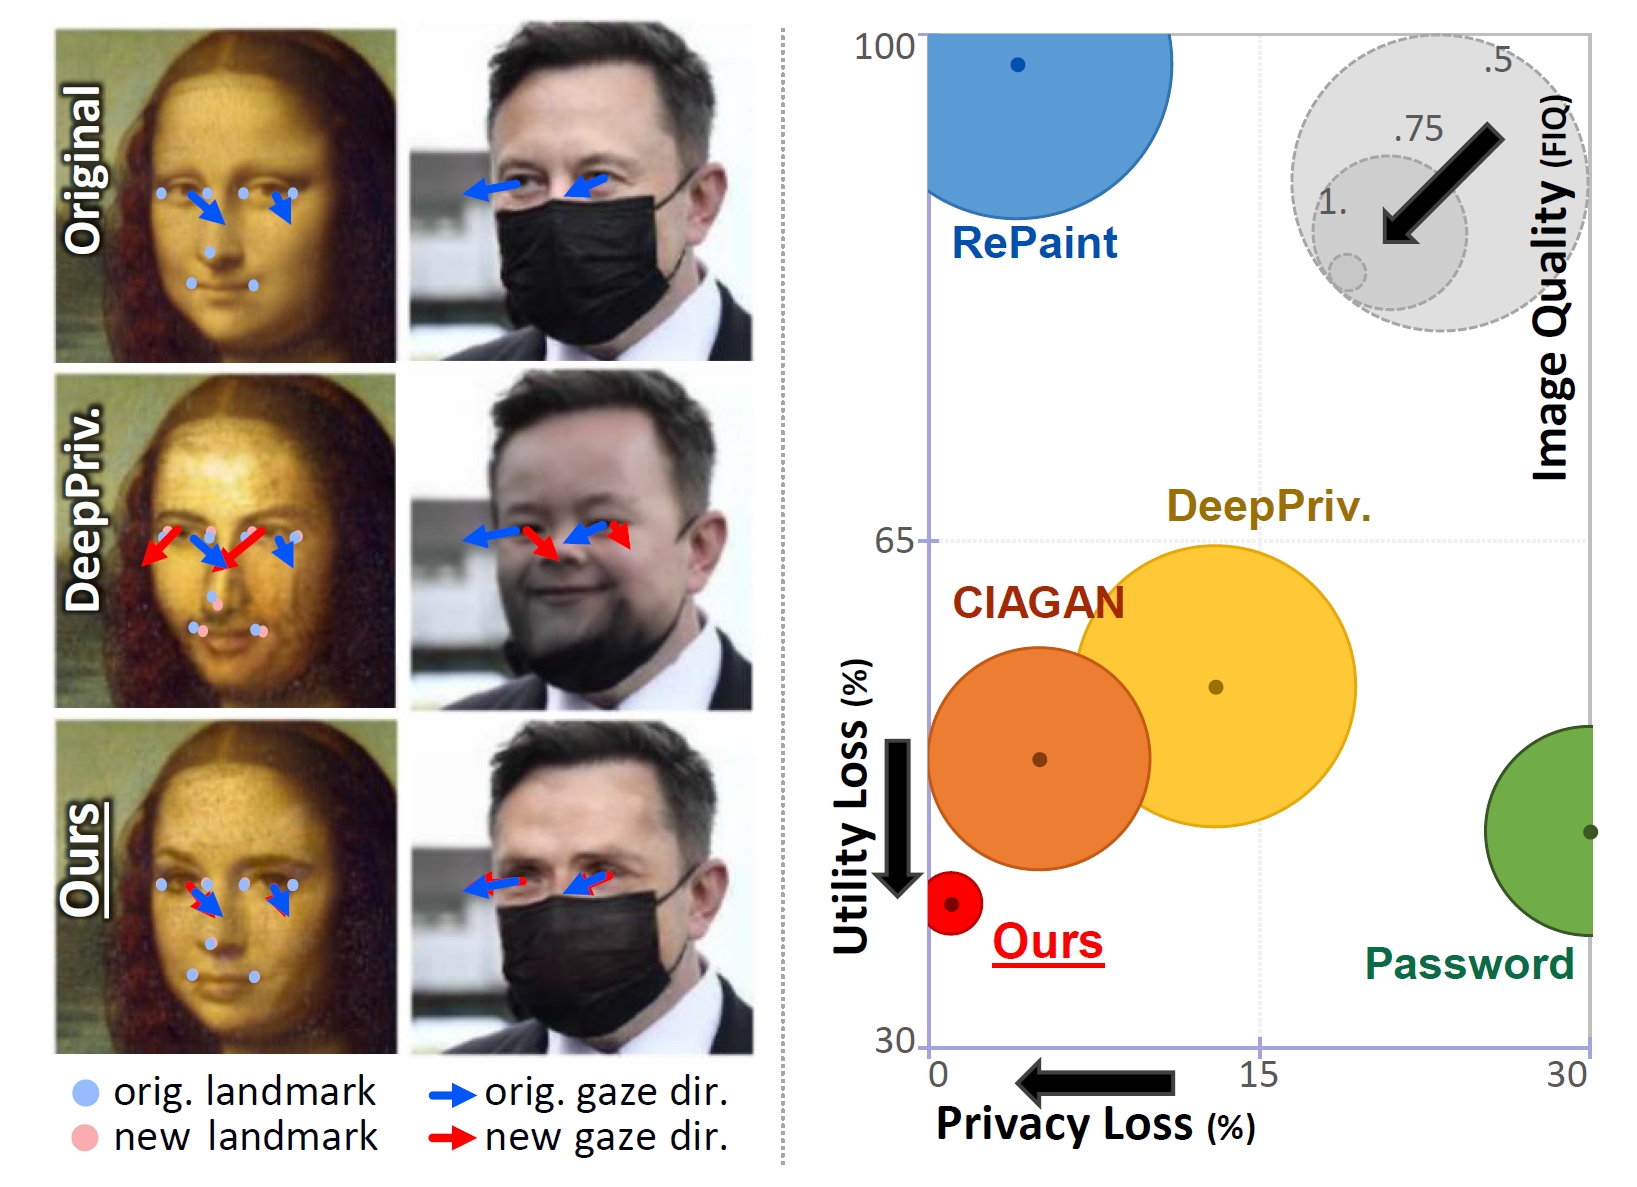 Original
DeepPriv.
Ours
orig. landmark
new landmark
orig. gaze dir.
new gaze dir.
100
65
30
0
15
30
Utility Loss (%)
Privacy Loss (%)
Image Quality (FIQ)
.5
.75
1.
RePaint
DeepPriv.
CIAGAN
Ours
Password